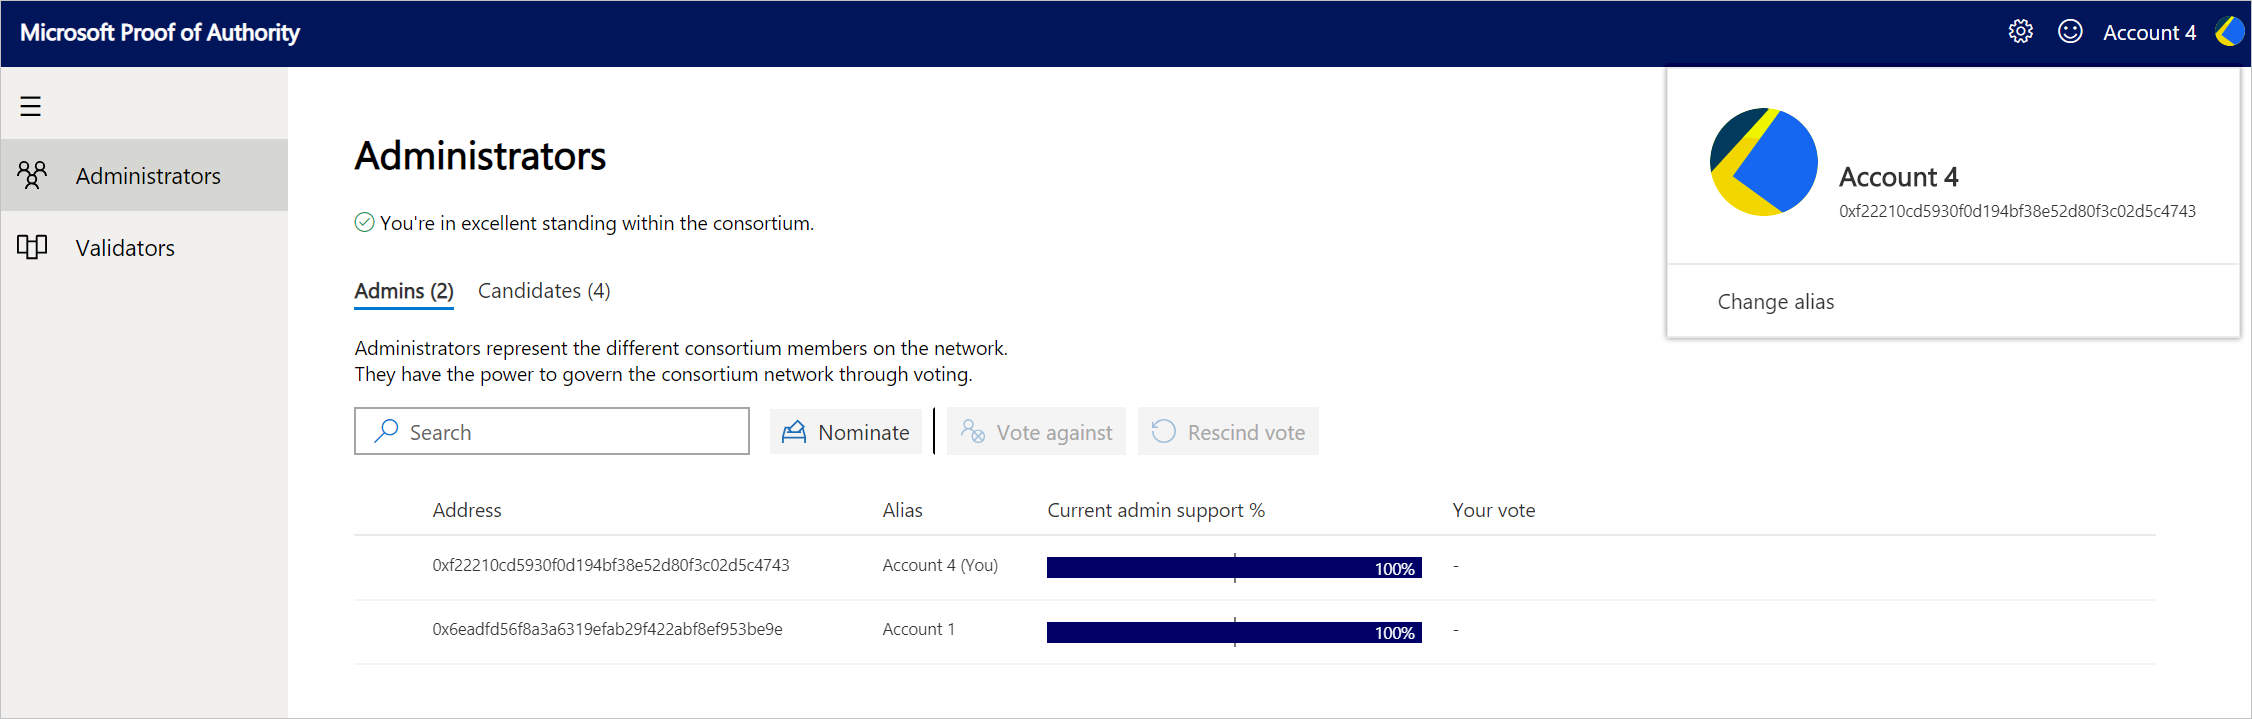 Microsoft Proof of Authority
Account 4
Administrators
Validators
Administrators
You're in excellent standing within the consortium.
Admins (2) Candidates (4)
Administrators represent the different consortium members on the network.
They have the power to govern the consortium network through voting.
Search Nominate Vote against Rescind vote
Address Alias Current admin support % Your vote
0xf22210cd5930f0d194bf38e52d80f3c02d5c4743 Account 4 (You) 100% -
0x6eadfd56f8a3a6319efab29f422abf8ef953be9e Account 1 100% -
Account 4
0xf22210cd5930f0d194bf38e52d80f3c02d5c4743
Change alias